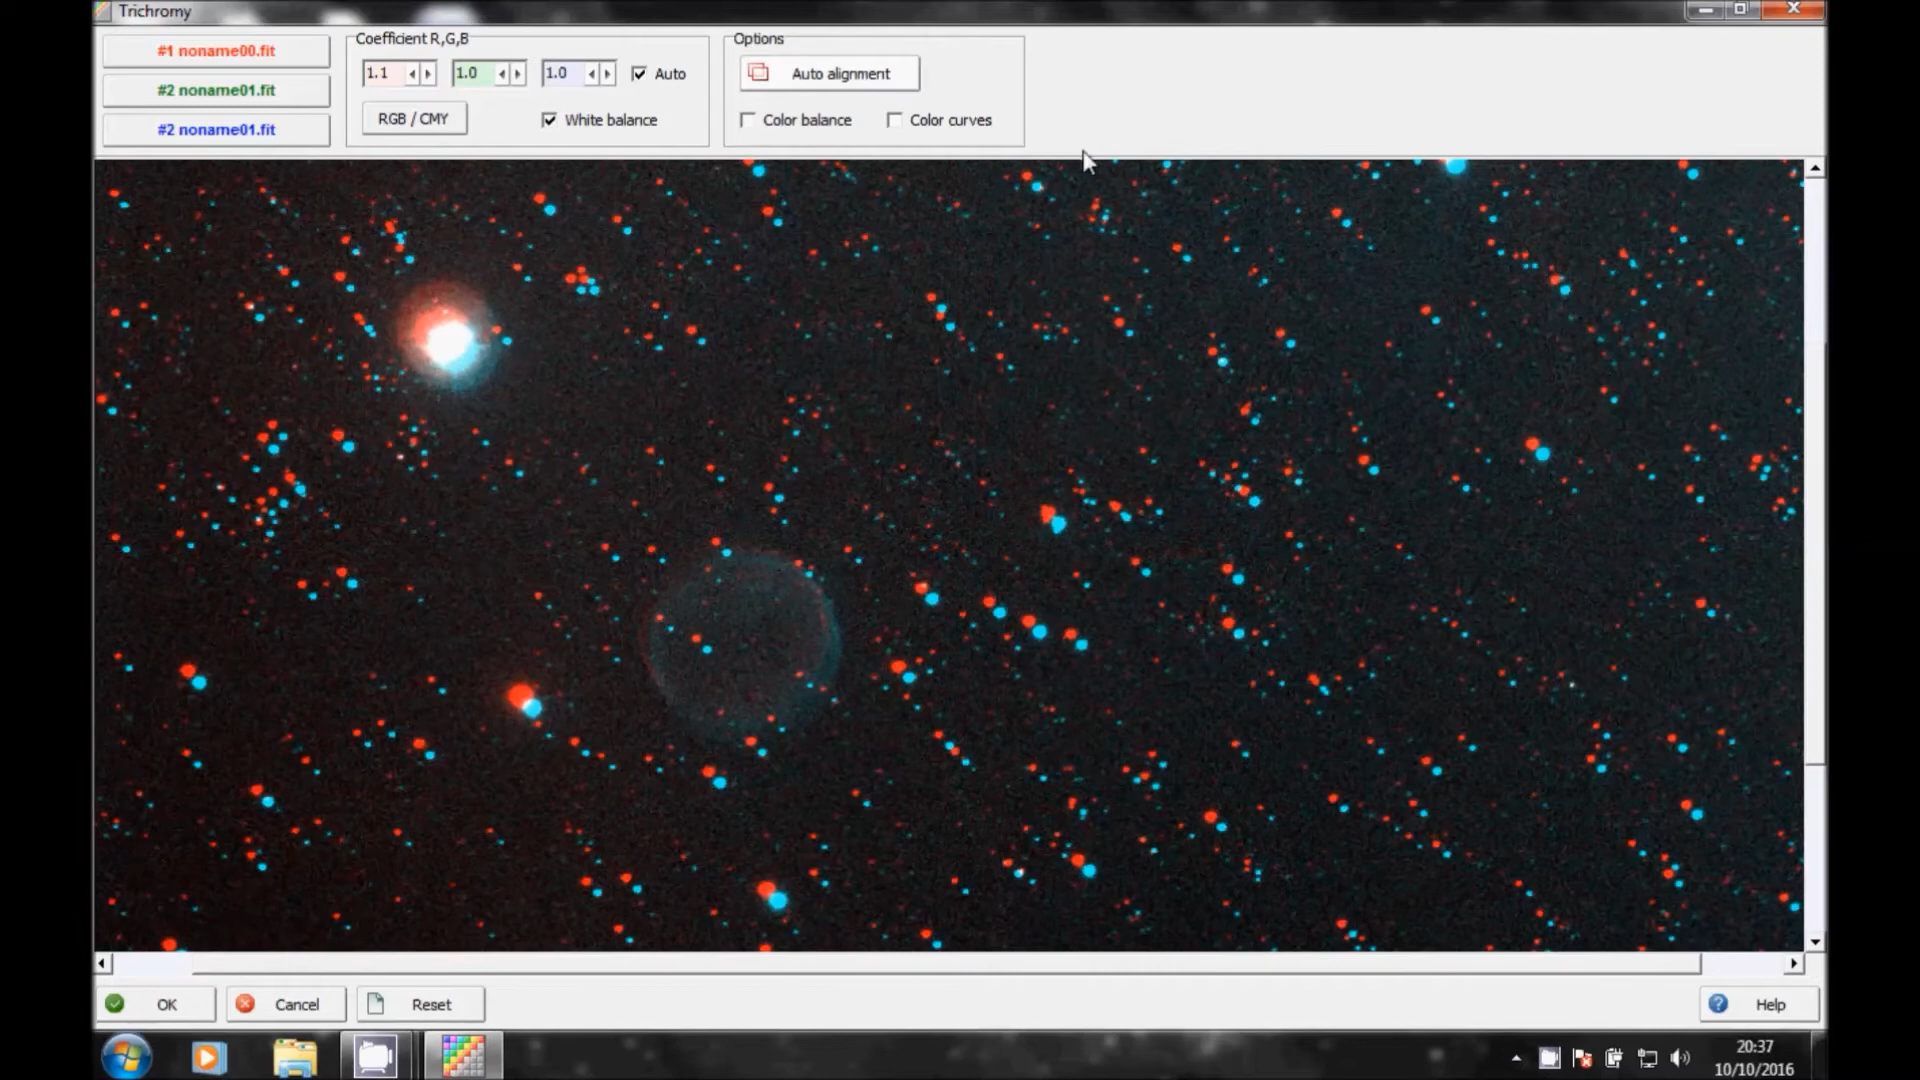 Trichromy
#1 noname00.fit
#2 noname01.fit
#2 noname01.fit
Coefficient R,G,B
1.1
1.0
1.0
Auto
RGB / CMY
White balance
Options
Auto alignment
Color balance
Color curves
OK
Cancel
Reset
Help
20:37
10/10/2016